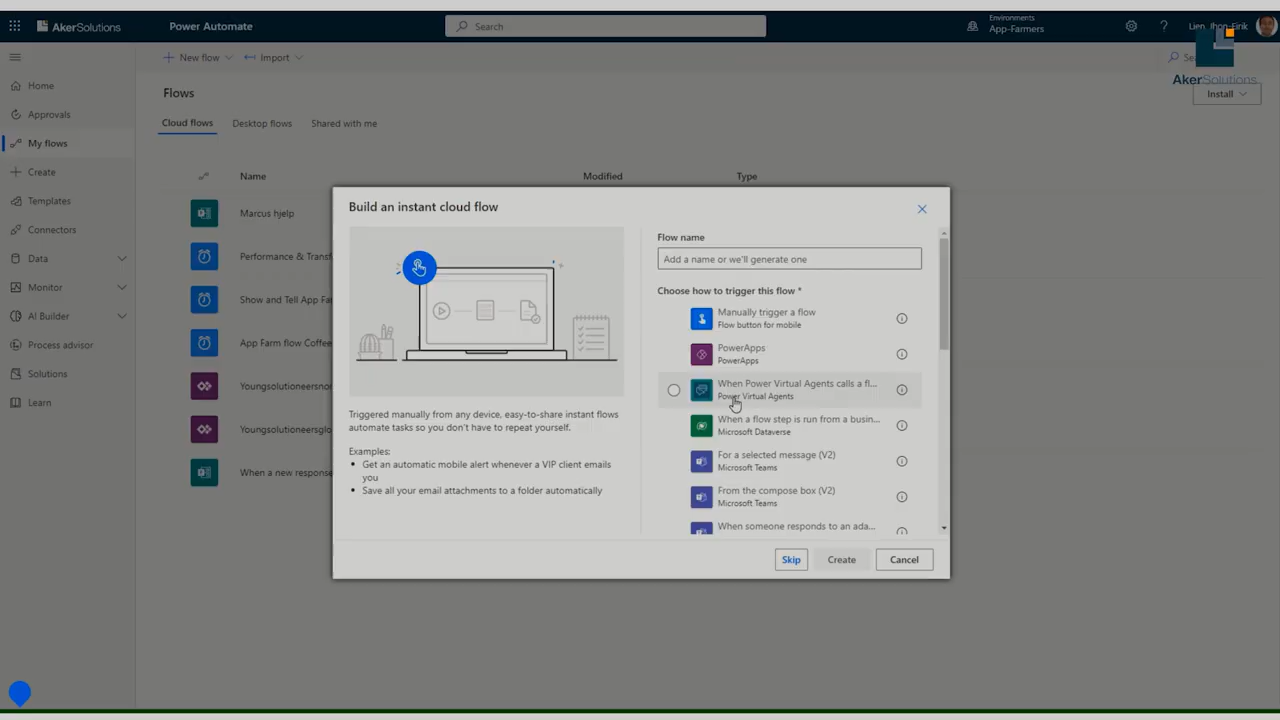 AkerSolutions
Power Automate
Search
Environments
App-Farmers
Lien, Jhon-Eirik
New flow
Import
AkerSolutions
Install
Home
Approvals
My flows
Create
Templates
Connectors
Data
Monitor
AI Builder
Process advisor
Solutions
Learn
Flows
Cloud flows
Desktop flows
Shared with me
Name
Modified
Type
Marcus hjelp
Performance & Transf
Show and Tell App Far
App Farm flow Coffee
Youngsolutioneersnor
Youngsolutioneersglo
When a new response
Build an instant cloud flow
Triggered manually from any device, easy-to-share instant flows
automate tasks so you don't have to repeat yourself.
Examples:
• Get an automatic mobile alert whenever a VIP client emails
you
• Save all your email attachments to a folder automatically
Flow name
Add a name or we'll generate one
Choose how to trigger this flow *
Manually trigger a flow
Flow button for mobile
PowerApps
PowerApps
When Power Virtual Agents calls a fl...
Power Virtual Agents
When a flow step is run from a busin...
Microsoft Dataverse
For a selected message (V2)
Microsoft Teams
From the compose box (V2)
Microsoft Teams
When someone responds to an ada...
Skip
Create
Cancel